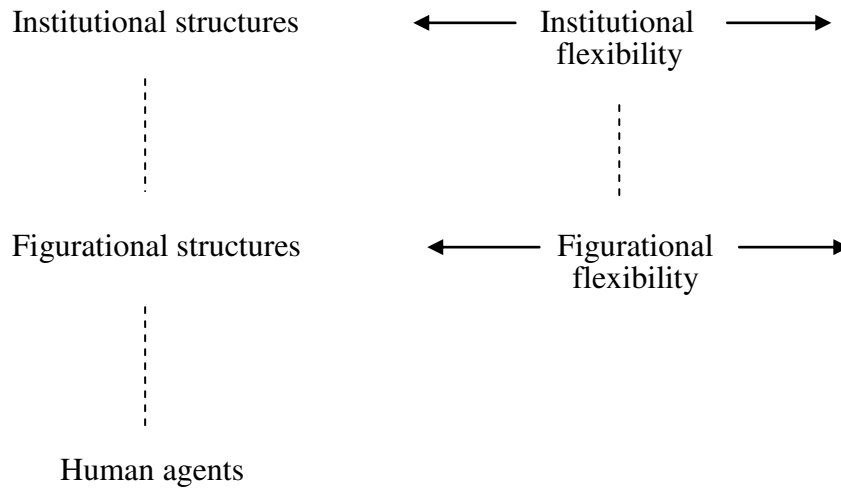 Institutional structures
Institutional
flexibility
Figurational structures
Figurational
flexibility
Human agents